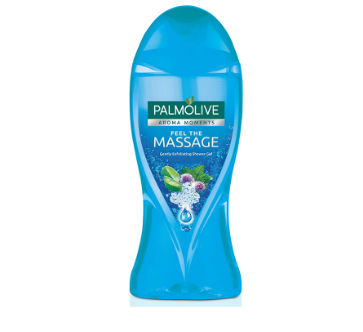 PALMOLIVE
AROMA MOMENTS
FEEL THE
MASSAGE
Gently Exfoliating Shower Gel